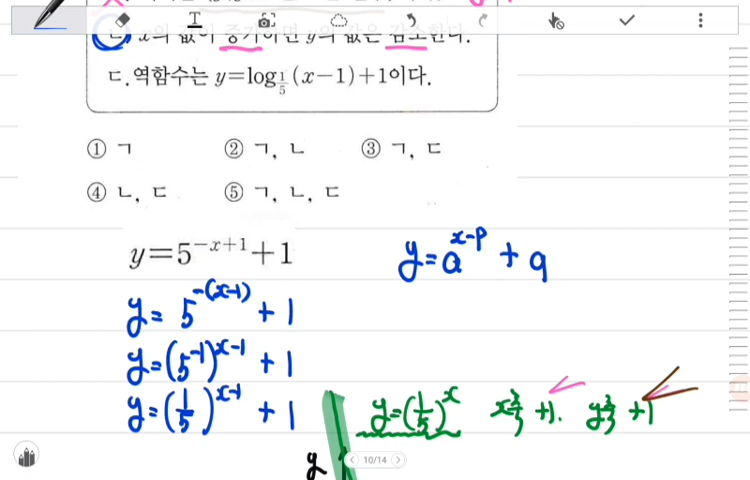 ㄴ. x의 값이 증가하면 y의 값은 감소한다.
ㄷ. 역함수는 y=log_{1/5}(x-1)+1이다.
① ㄱ ② ㄱ, ㄴ ③ ㄱ, ㄷ
④ ㄴ, ㄷ ⑤ ㄱ, ㄴ, ㄷ
y=5^{-x+1}+1
y=a^{x-p}+q
y=5^{-(x-1)}+1
y=(5^{-1})^{x-1}+1
y=(1/5)^{x-1}+1
y=(1/5)^x x축 +1. y축 +1
y
10/14